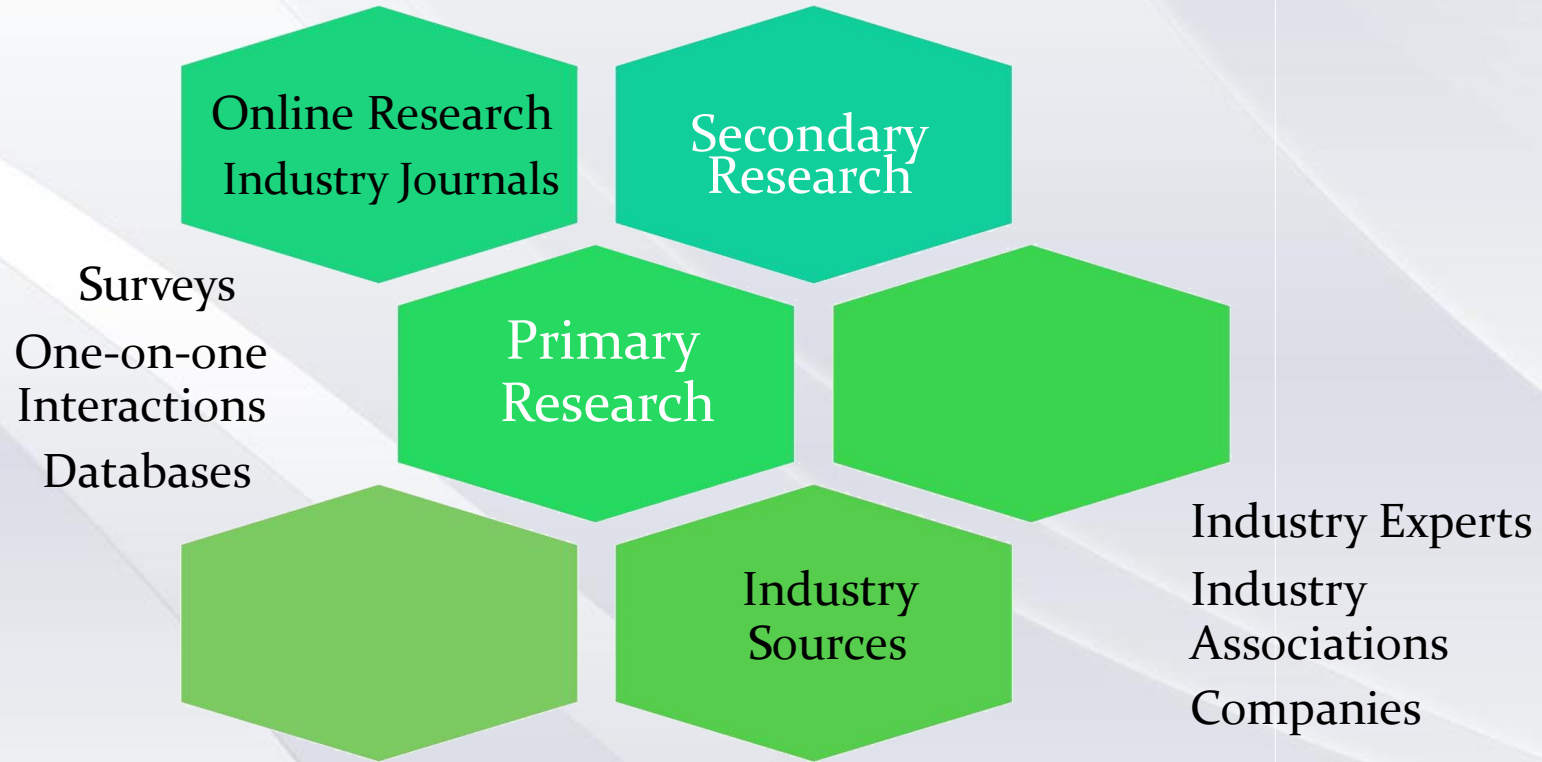 Online Research
Industry Journals
Secondary
Research
Surveys
One-on-one
Interactions
Databases
Primary
Research
Industry
Sources
Industry Experts
Industry
Associations
Companies